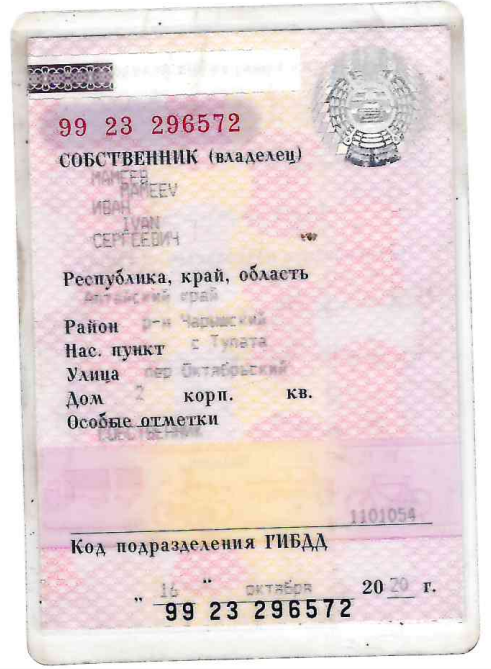 99 23 296572
СОБСТВЕННИК (владелец)
МАМЕЕВ
MAMEEV
ИВАН
IVAN
СЕРГЕЕВИЧ
Республика, край, область
Алтайский край
Район р-н Чарышский
Нас. пункт с Тулата
Улица пер Октябрьский
Дом 2 корп. кв.
Особые отметки
СОБСТВЕННИК
1101054
Код подразделения ГИБДД
„ 16 " октября 20 20 г.
99 23 296572